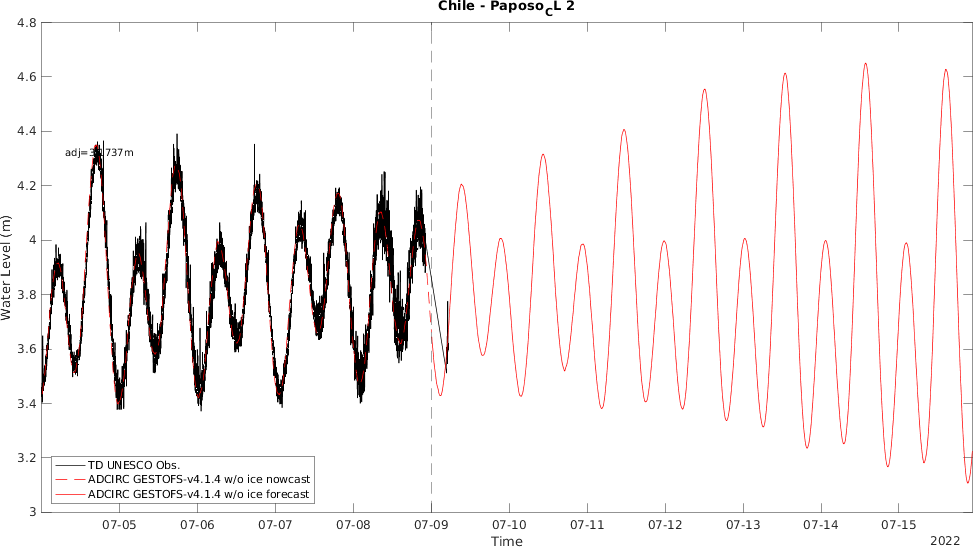 Chile - PaposoCL 2
4.8
4.6
4.4
4.2
4
3.8
3.6
3.4
3.2
3
Water Level (m)
TD UNESCO Obs.
ADCIRC GESTOFS-v4.1.4 w/o ice nowcast
ADCIRC GESTOFS-v4.1.4 w/o ice forecast
07-05 07-06 07-07 07-08 07-09 07-10 07-11 07-12 07-13 07-14 07-15
Time
2022